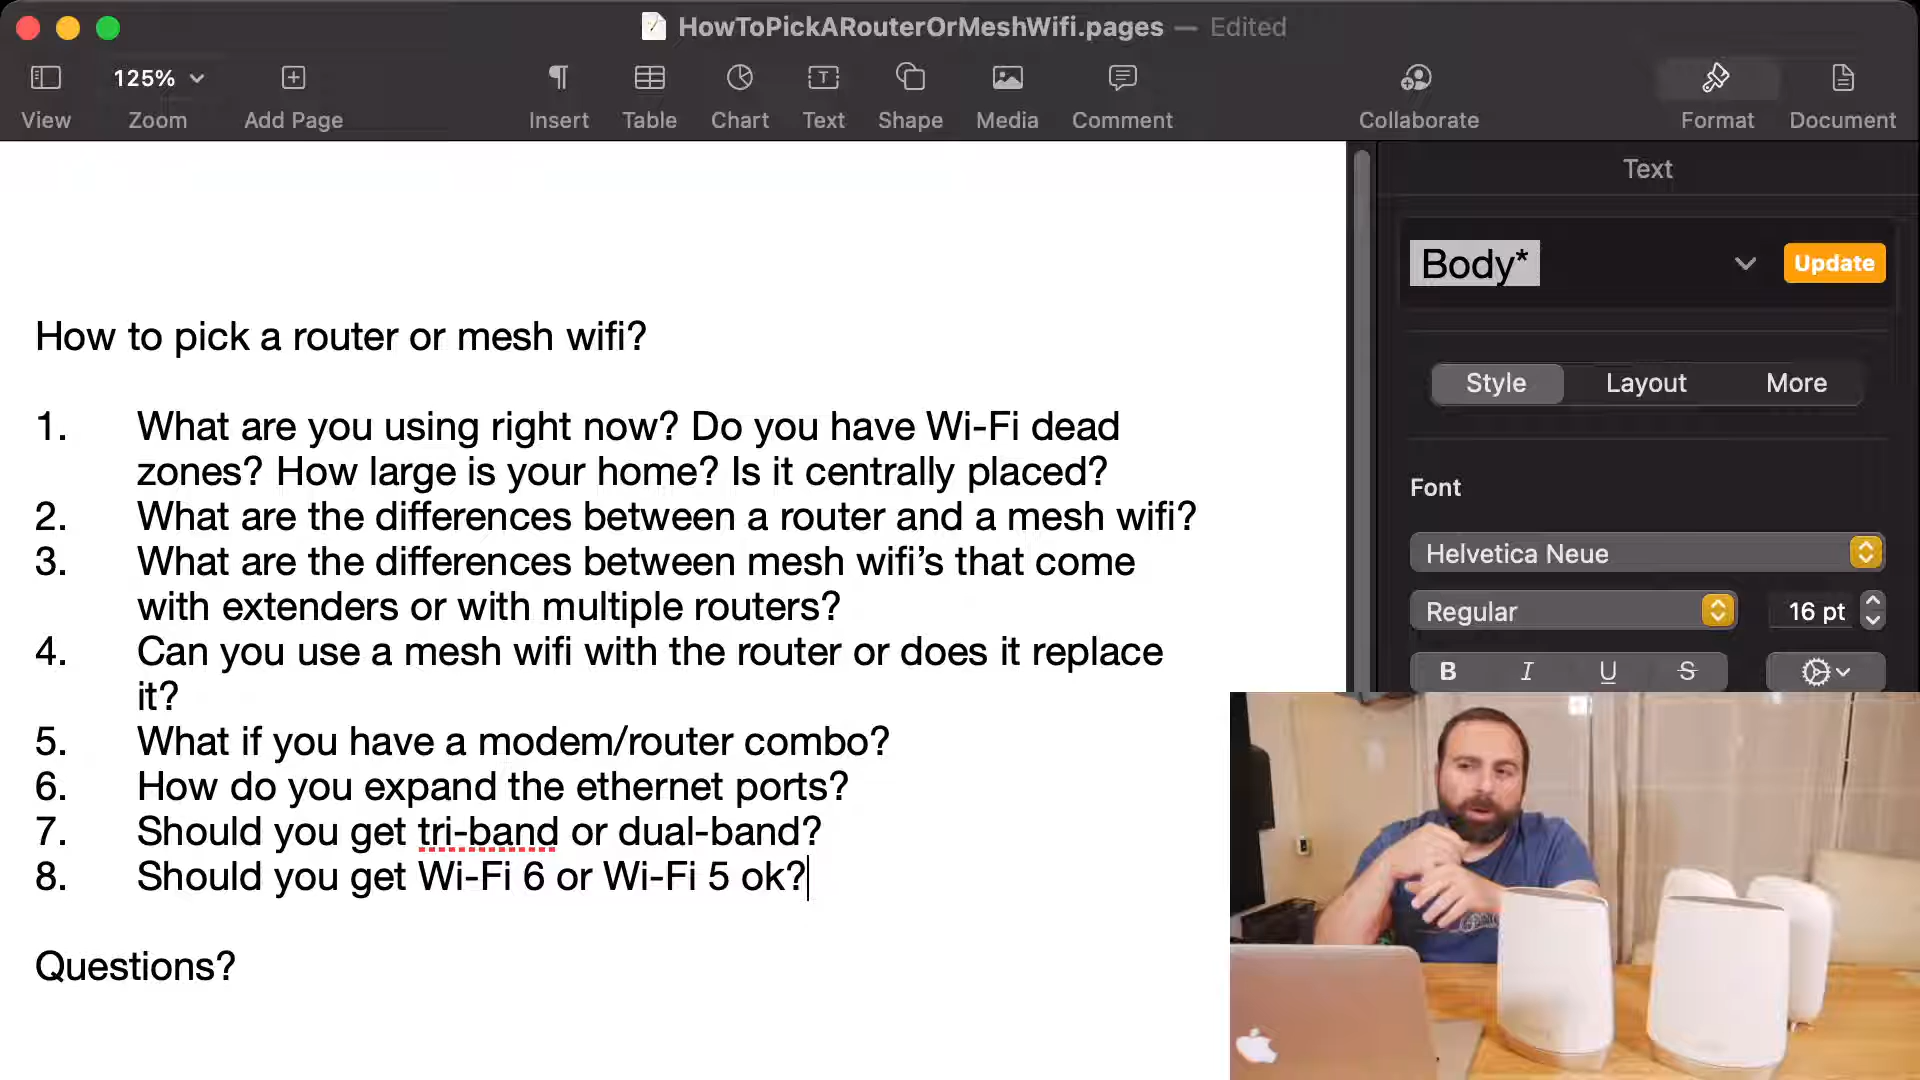 HowToPickARouterOrMeshWifi.pages — Edited
125%
View Zoom Add Page Insert Table Chart Text Shape Media Comment Collaborate Format Document
Text
Body* Update
Style Layout More
Font
Helvetica Neue
Regular 16 pt
B I U S
How to pick a router or mesh wifi?
1. What are you using right now? Do you have Wi-Fi dead
zones? How large is your home? Is it centrally placed?
2. What are the differences between a router and a mesh wifi?
3. What are the differences between mesh wifi’s that come
with extenders or with multiple routers?
4. Can you use a mesh wifi with the router or does it replace
it?
5. What if you have a modem/router combo?
6. How do you expand the ethernet ports?
7. Should you get tri-band or dual-band?
8. Should you get Wi-Fi 6 or Wi-Fi 5 ok?
Questions?